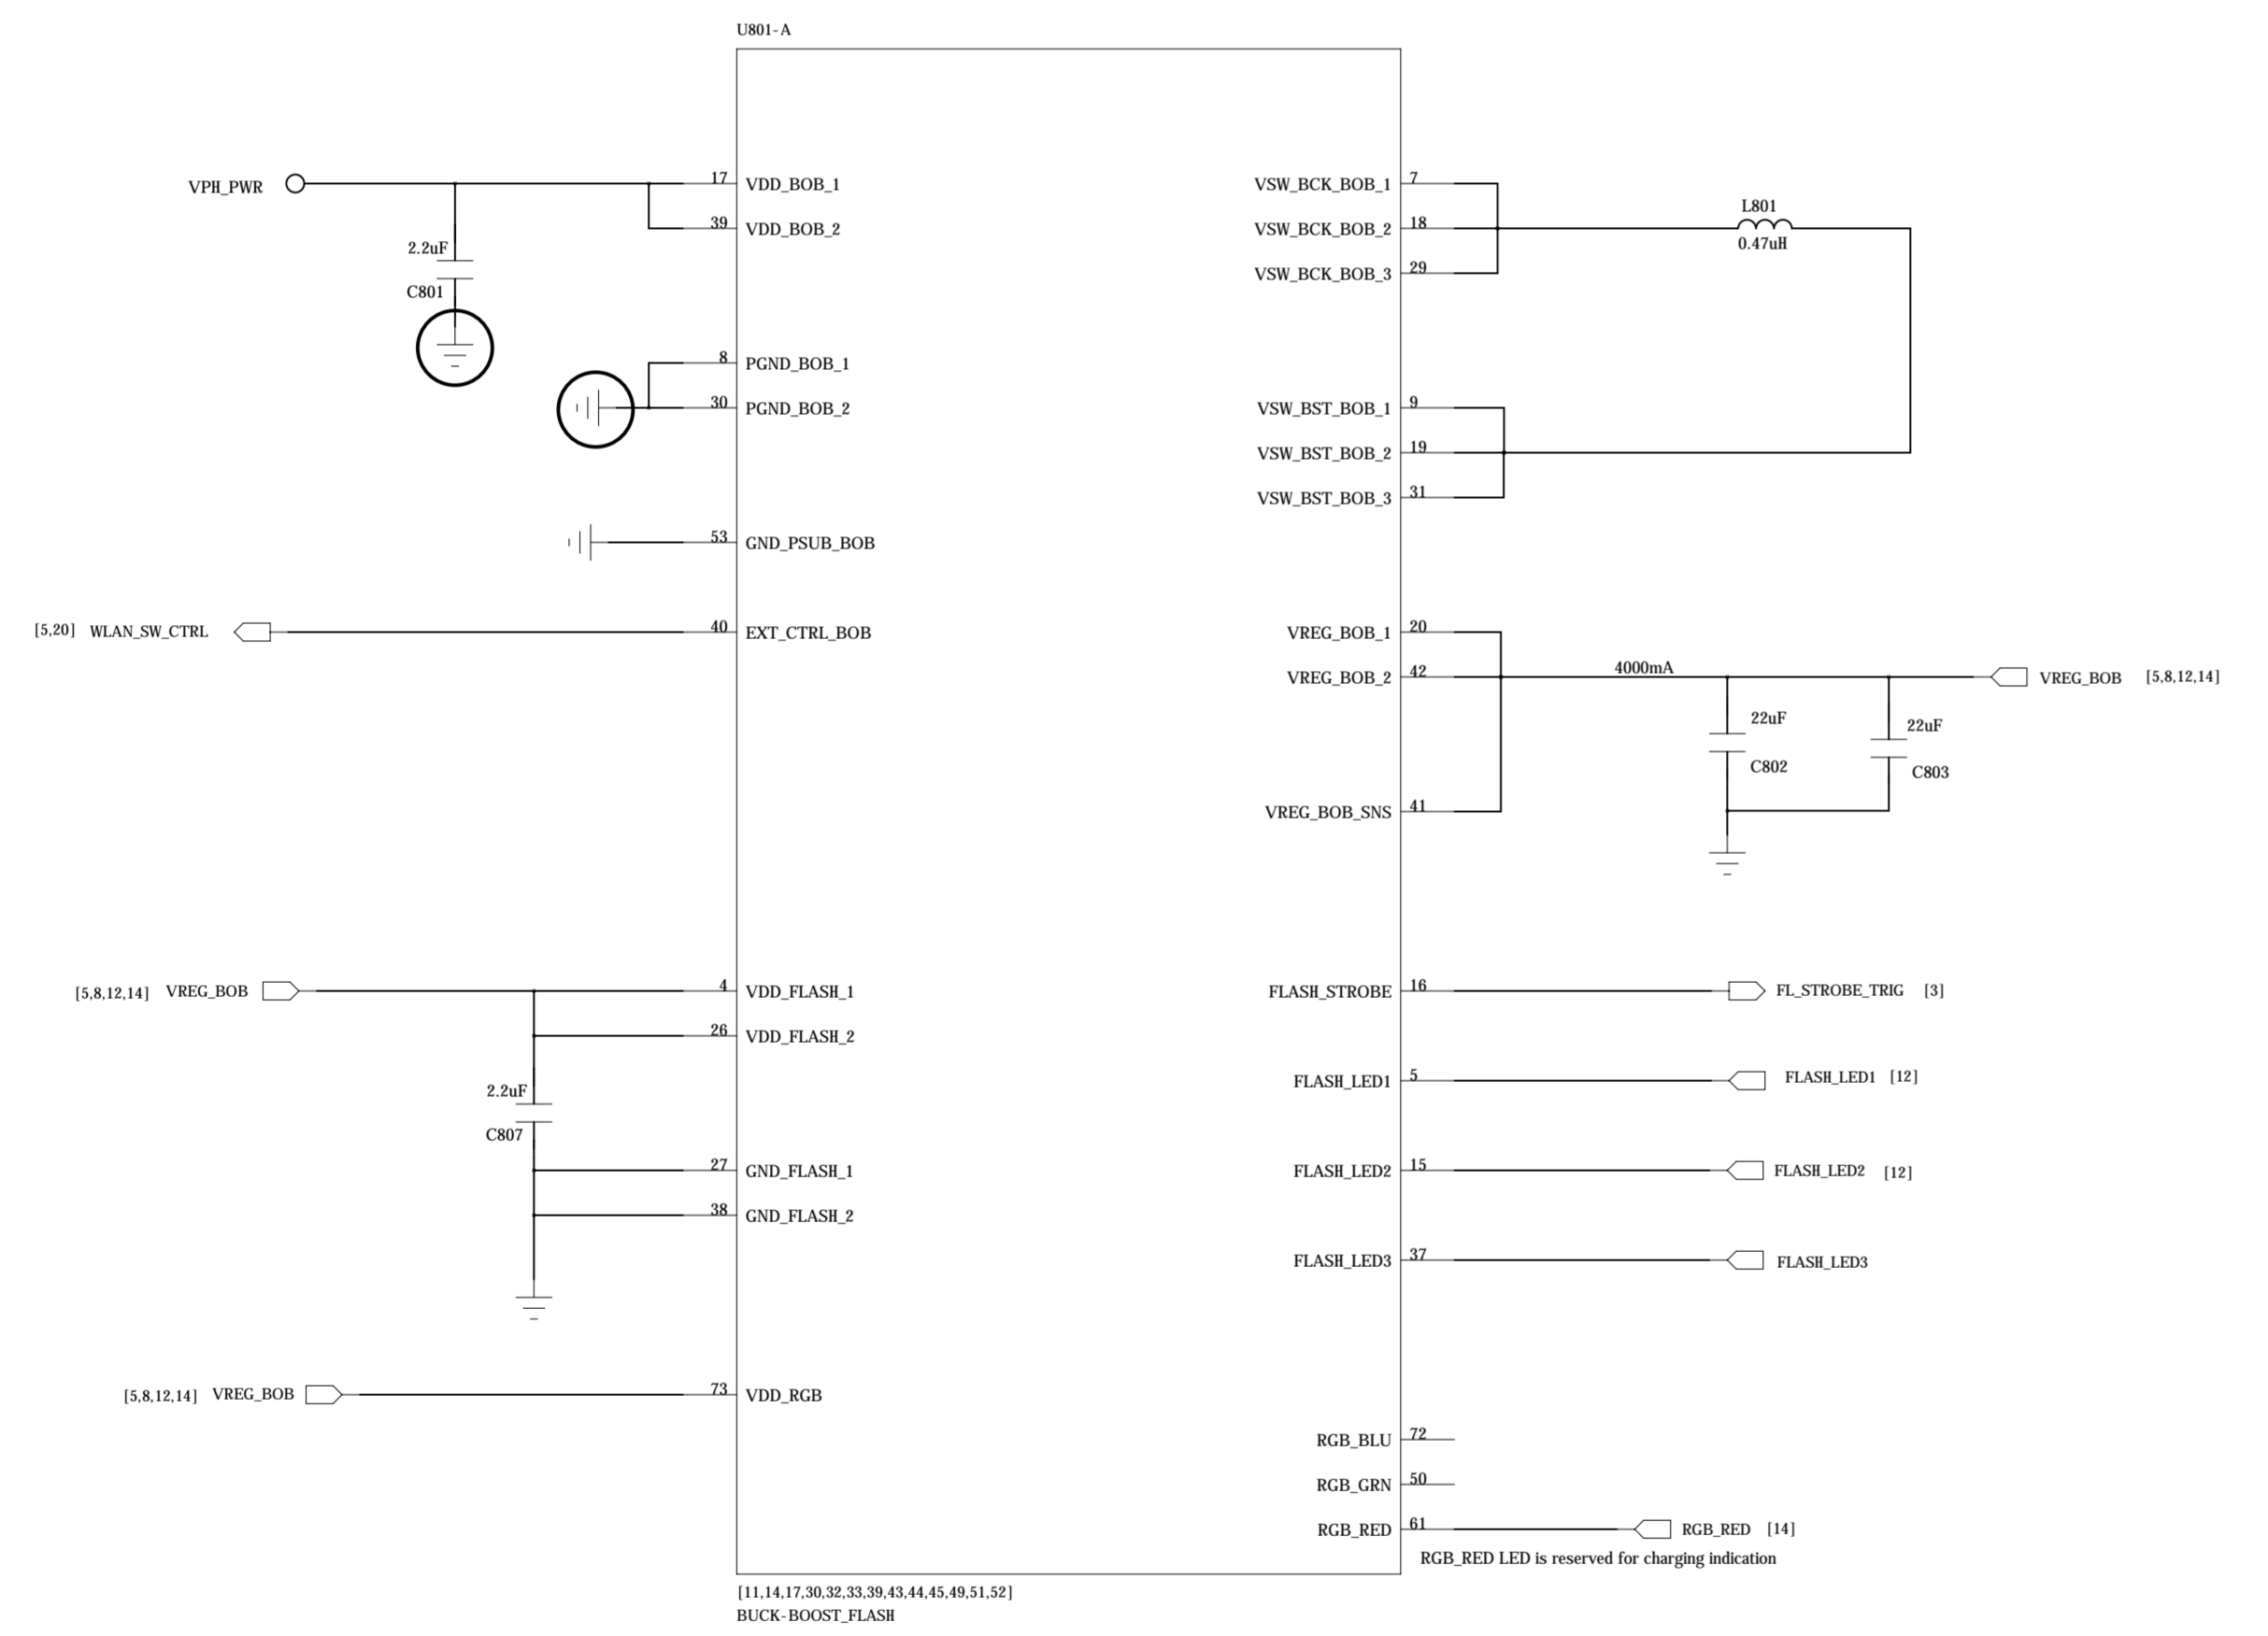 U801-A
VPH_PWR
17 VDD_BOB_1
39 VDD_BOB_2
2.2uF
C801
8 PGND_BOB_1
30 PGND_BOB_2
53 GND_PSUB_BOB
[5,20] WLAN_SW_CTRL
40 EXT_CTRL_BOB
[5,8,12,14] VREG_BOB
4 VDD_FLASH_1
26 VDD_FLASH_2
2.2uF
C807
27 GND_FLASH_1
38 GND_FLASH_2
[5,8,12,14] VREG_BOB
73 VDD_RGB
VSW_BCK_BOB_1 7
VSW_BCK_BOB_2 18
VSW_BCK_BOB_3 29
L801
0.47uH
VSW_BST_BOB_1 9
VSW_BST_BOB_2 19
VSW_BST_BOB_3 31
VREG_BOB_1 20
VREG_BOB_2 42
4000mA
VREG_BOB [5,8,12,14]
22uF
C802
22uF
C803
VREG_BOB_SNS 41
FLASH_STROBE 16
FL_STROBE_TRIG [3]
FLASH_LED1 5
FLASH_LED1 [12]
FLASH_LED2 15
FLASH_LED2 [12]
FLASH_LED3 37
FLASH_LED3
RGB_BLU 72
RGB_GRN 50
RGB_RED 61
RGB_RED [14]
RGB_RED LED is reserved for charging indication
[11,14,17,30,32,33,39,43,44,45,49,51,52]
BUCK-BOOST_FLASH